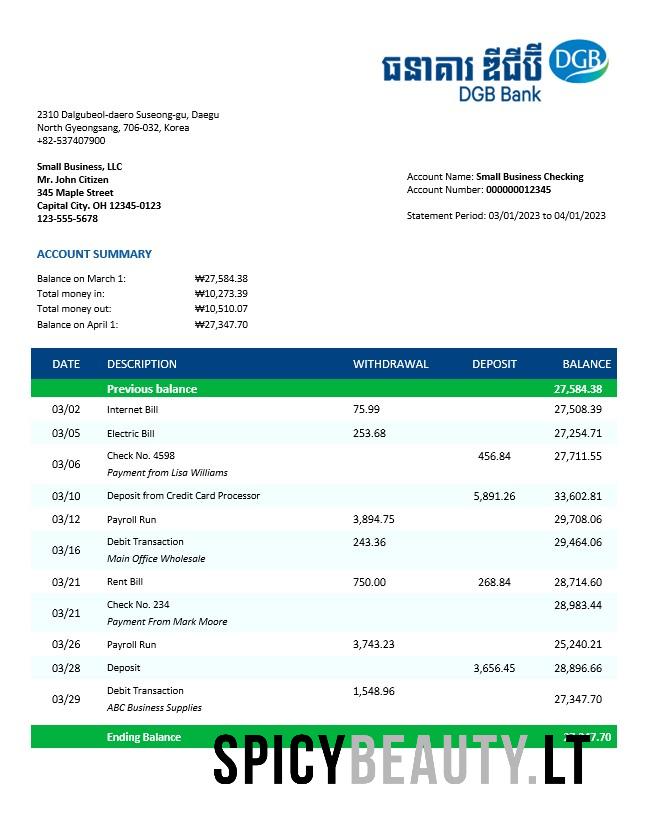 ធនាគារ ឌីជីប៊ី DGB
DGB Bank
2310 Dalgubeol-daero Suseong-gu, Daegu
North Gyeongsang, 706-032, Korea
+82-537407900
Small Business, LLC
Mr. John Citizen
345 Maple Street
Capital City. OH 12345-0123
123-555-5678
Account Name: Small Business Checking
Account Number: 000000012345
Statement Period: 03/01/2023 to 04/01/2023
ACCOUNT SUMMARY
Balance on March 1: ₩27,584.38
Total money in: ₩10,273.39
Total money out: ₩10,510.07
Balance on April 1: ₩27,347.70
DATE DESCRIPTION WITHDRAWAL DEPOSIT BALANCE
Previous balance 27,584.38
03/02 Internet Bill 75.99 27,508.39
03/05 Electric Bill 253.68 27,254.71
03/06 Check No. 4598 456.84 27,711.55
Payment from Lisa Williams
03/10 Deposit from Credit Card Processor 5,891.26 33,602.81
03/12 Payroll Run 3,894.75 29,708.06
03/16 Debit Transaction 243.36 29,464.06
Main Office Wholesale
03/21 Rent Bill 750.00 268.84 28,714.60
03/21 Check No. 234 28,983.44
Payment From Mark Moore
03/26 Payroll Run 3,743.23 25,240.21
03/28 Deposit 3,656.45 28,896.66
03/29 Debit Transaction 1,548.96 27,347.70
ABC Business Supplies
Ending Balance
SPICYBEAUTY.LT